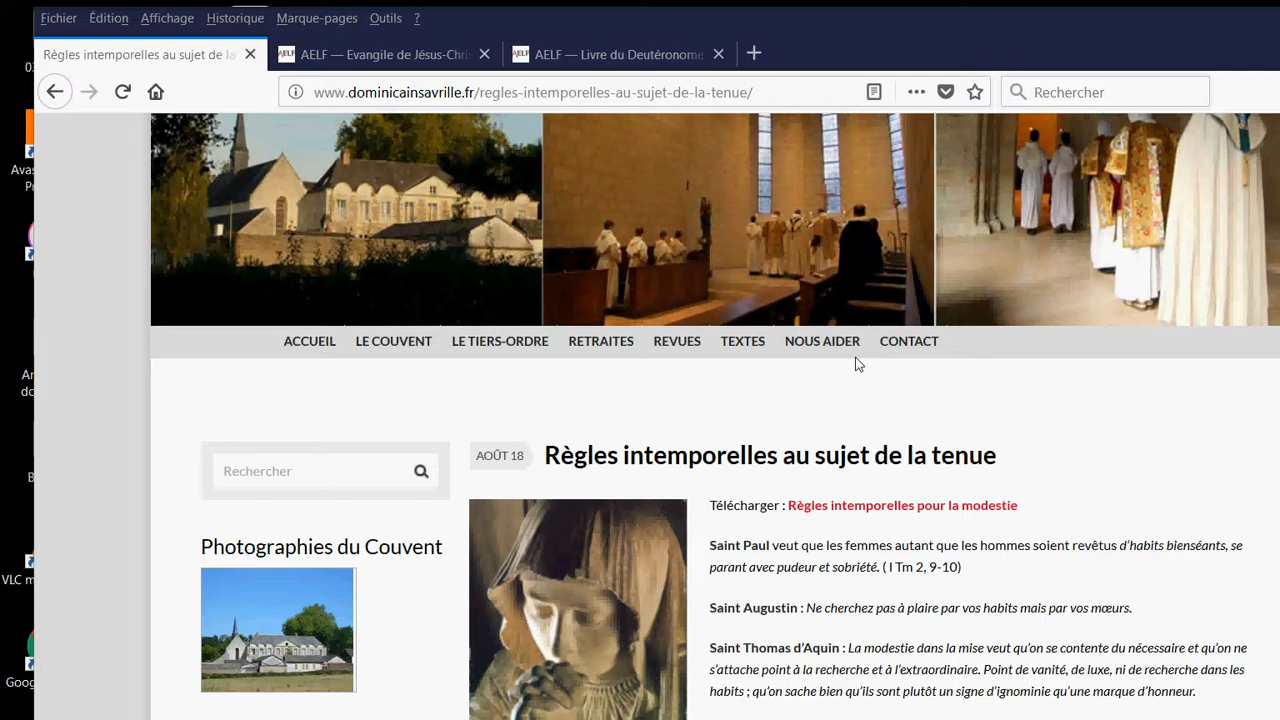 Fichier Édition Affichage Historique Marque-pages Outils ?
Règles intemporelles au sujet de la
AELF — Evangile de Jésus-Chri
AELF — Livre du Deutéronome
www.dominicainsavrille.fr/regles-intemporelles-au-sujet-de-la-tenue/
Rechercher
Avas
ACCUEIL LE COUVENT LE TIERS-ORDRE RETRAITES REVUES TEXTES NOUS AIDER CONTACT
AOÛT 18
Règles intemporelles au sujet de la tenue
Rechercher
Télécharger : Règles intemporelles pour la modestie
Photographies du Couvent
Saint Paul veut que les femmes autant que les hommes soient revêtus d’habits bienséants, se
parant avec pudeur et sobriété. ( I Tm 2, 9-10)
VLC m
Saint Augustin : Ne cherchez pas à plaire par vos habits mais par vos mœurs.
Saint Thomas d’Aquin : La modestie dans la mise veut qu’on se contente du nécessaire et qu’on ne
s’attache point à la recherche et à l’extraordinaire. Point de vanité, de luxe, ni de recherche dans les
habits ; qu’on sache bien qu’ils sont plutôt un signe d’ignominie qu’une marque d’honneur.
Goog